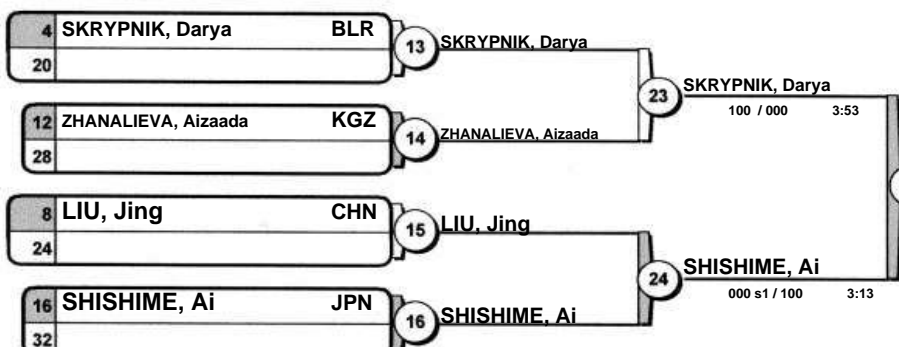 4 SKRYPNIK, Darya BLR
20
13 SKRYPNIK, Darya
12 ZHANALIEVA, Aizaada KGZ
28
14 ZHANALIEVA, Aizaada
23 SKRYPNIK, Darya
100 / 000 3:53
8 LIU, Jing CHN
24
15 LIU, Jing
16 SHISHIME, Ai JPN
32
16 SHISHIME, Ai
24 SHISHIME, Ai
000 s1 / 100 3:13